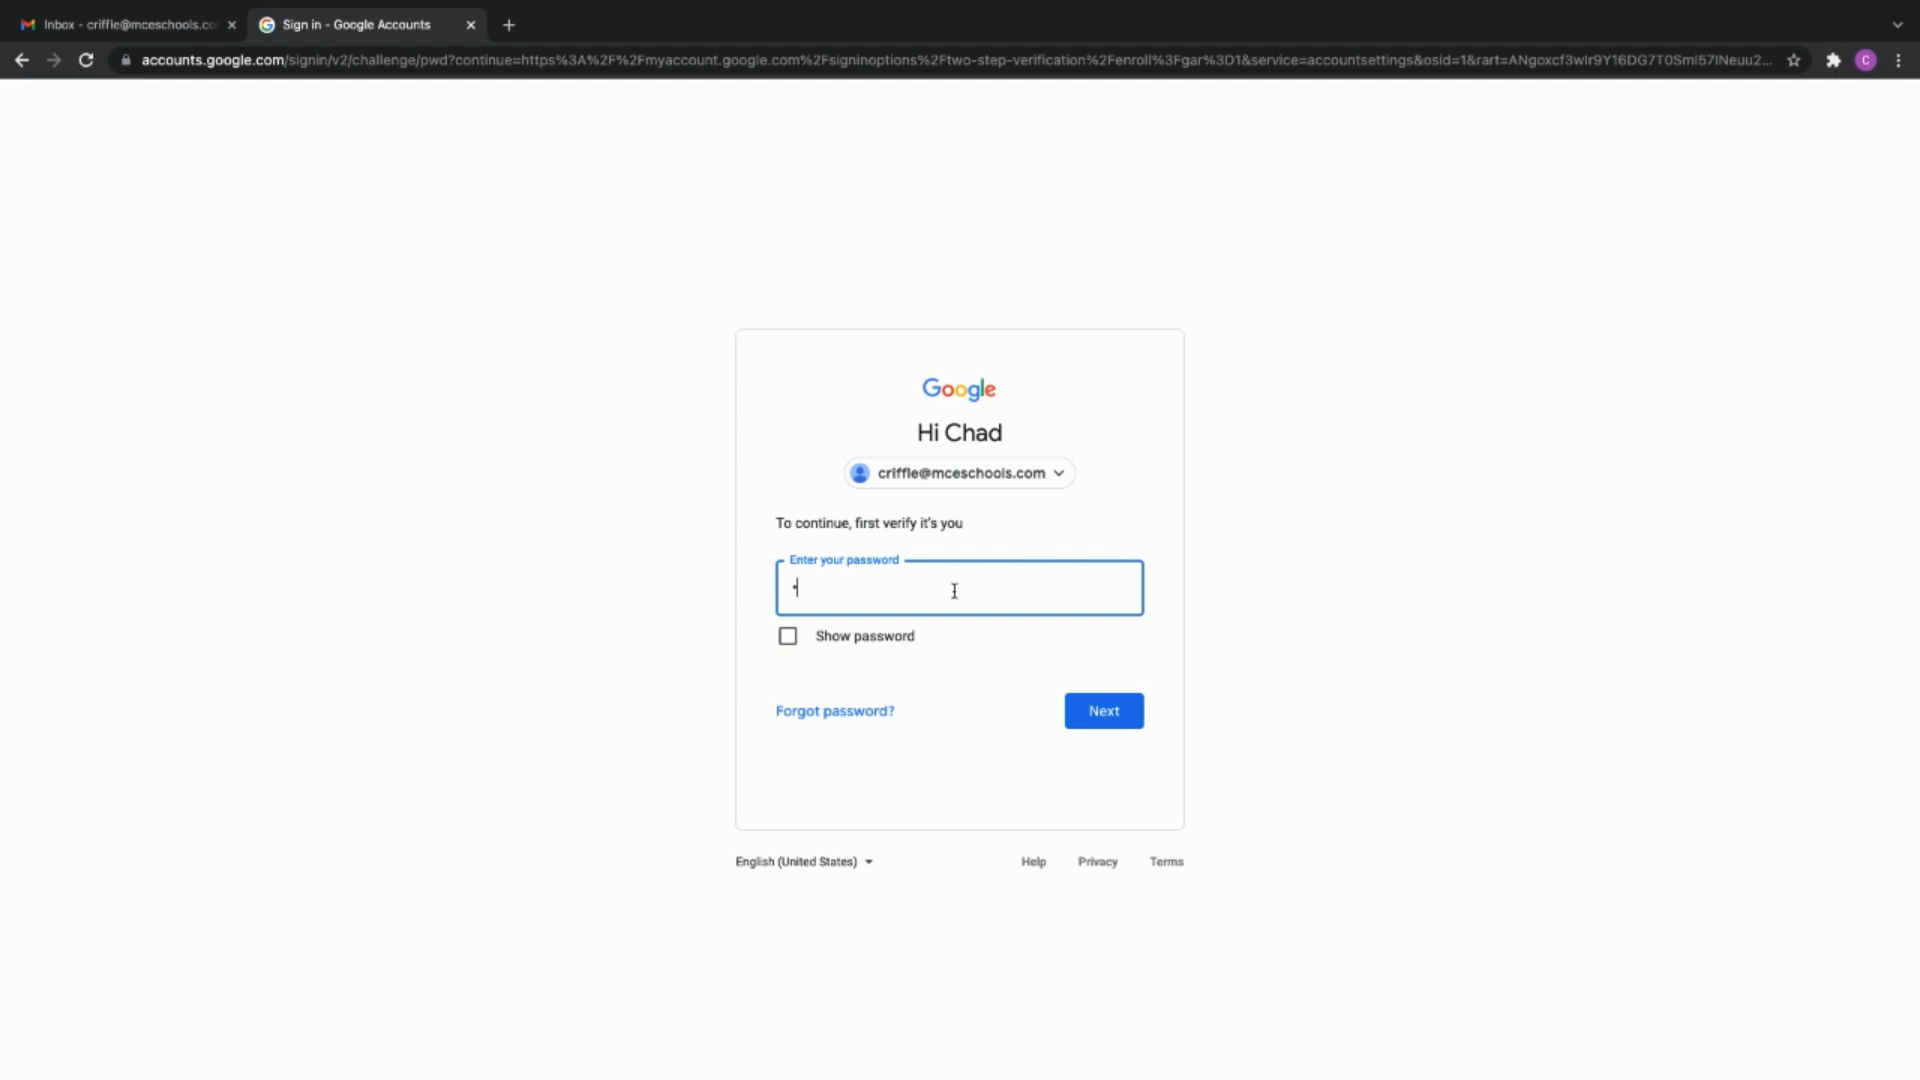 Inbox - criffle@mceschools.co
Sign in - Google Accounts
accounts.google.com/signin/v2/challenge/pwd?continue=https%3A%2F%2Fmyaccount.google.com%2Fsigninoptions%2Ftwo-step-verification%2Fenroll%3Fgar%3D1&service=accountsettings&osid=1&rart=
C
Google
Hi Chad
criffle@mceschools.com
To continue, first verify it's you
Enter your password
Show password
Forgot password?
Next
English (United States)
Help
Privacy
Terms